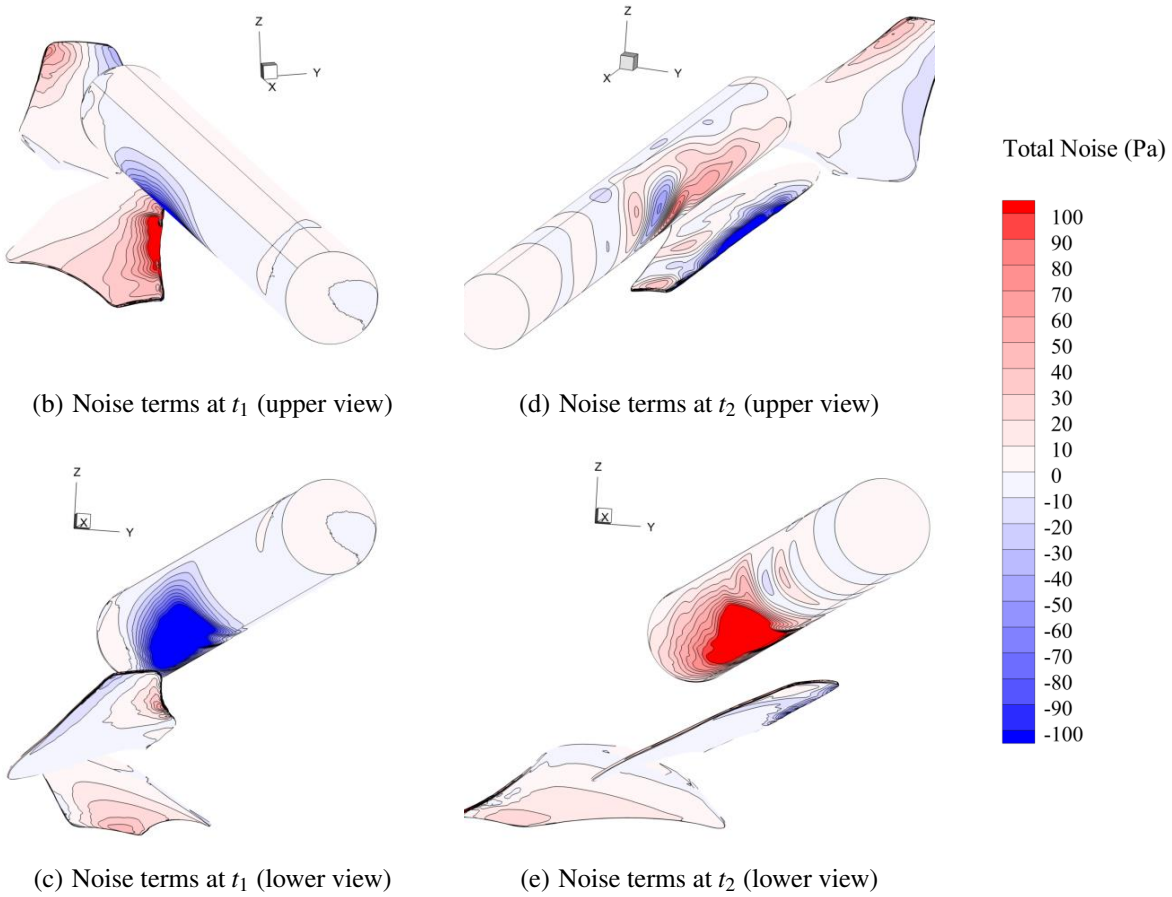 Z
Y
X
Z
Y
X
Total Noise (Pa)
100
90
80
70
60
50
40
30
20
10
0
-10
-20
-30
-40
-50
-60
-70
-80
-90
-100
(b) Noise terms at t₁ (upper view)
(d) Noise terms at t₂ (upper view)
Z
X
Y
Z
X
Y
(c) Noise terms at t₁ (lower view)
(e) Noise terms at t₂ (lower view)